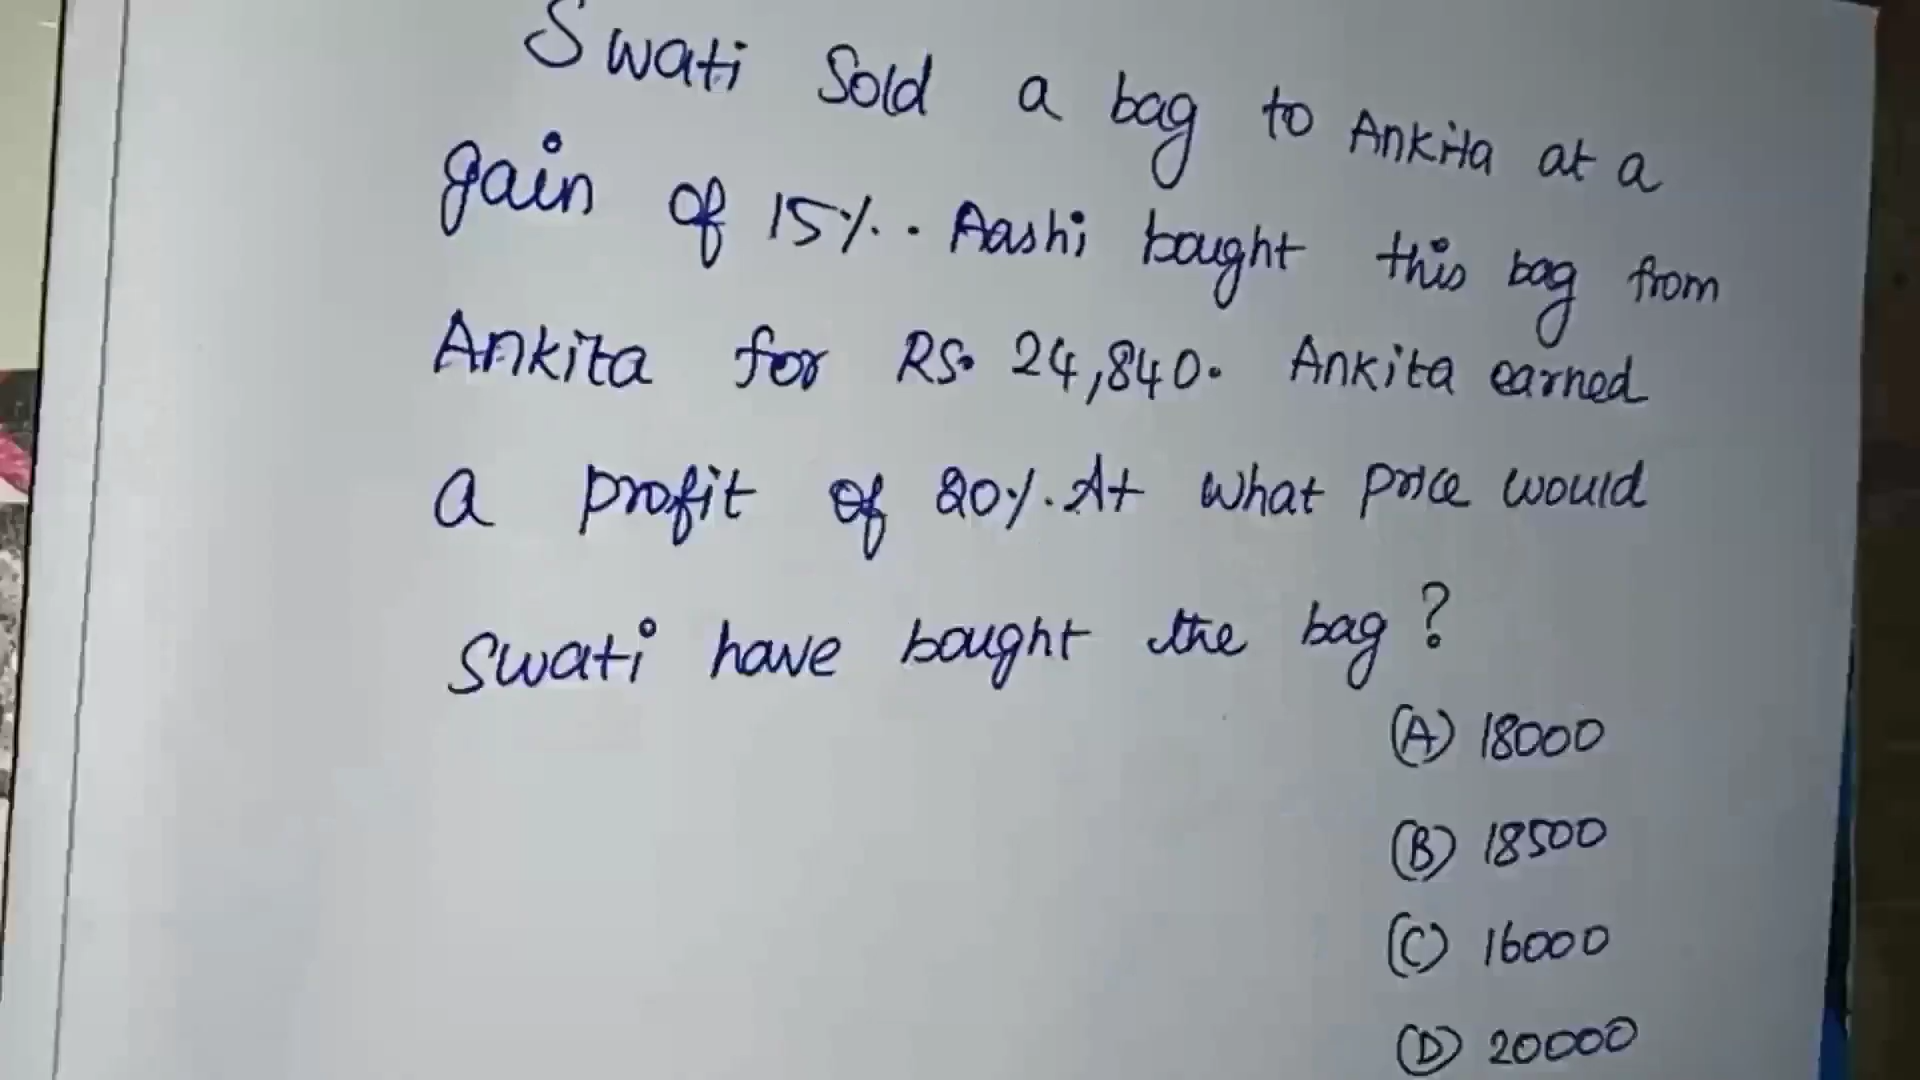 Swati Sold a bag to Ankita at a
gain of 15%. Aashi bought this bag from
Ankita for RS. 24,840. Ankita earned
a profit of 20%. At what price would
Swati have bought the bag?
(A) 18000
(B) 18500
(C) 16000
(D) 20000